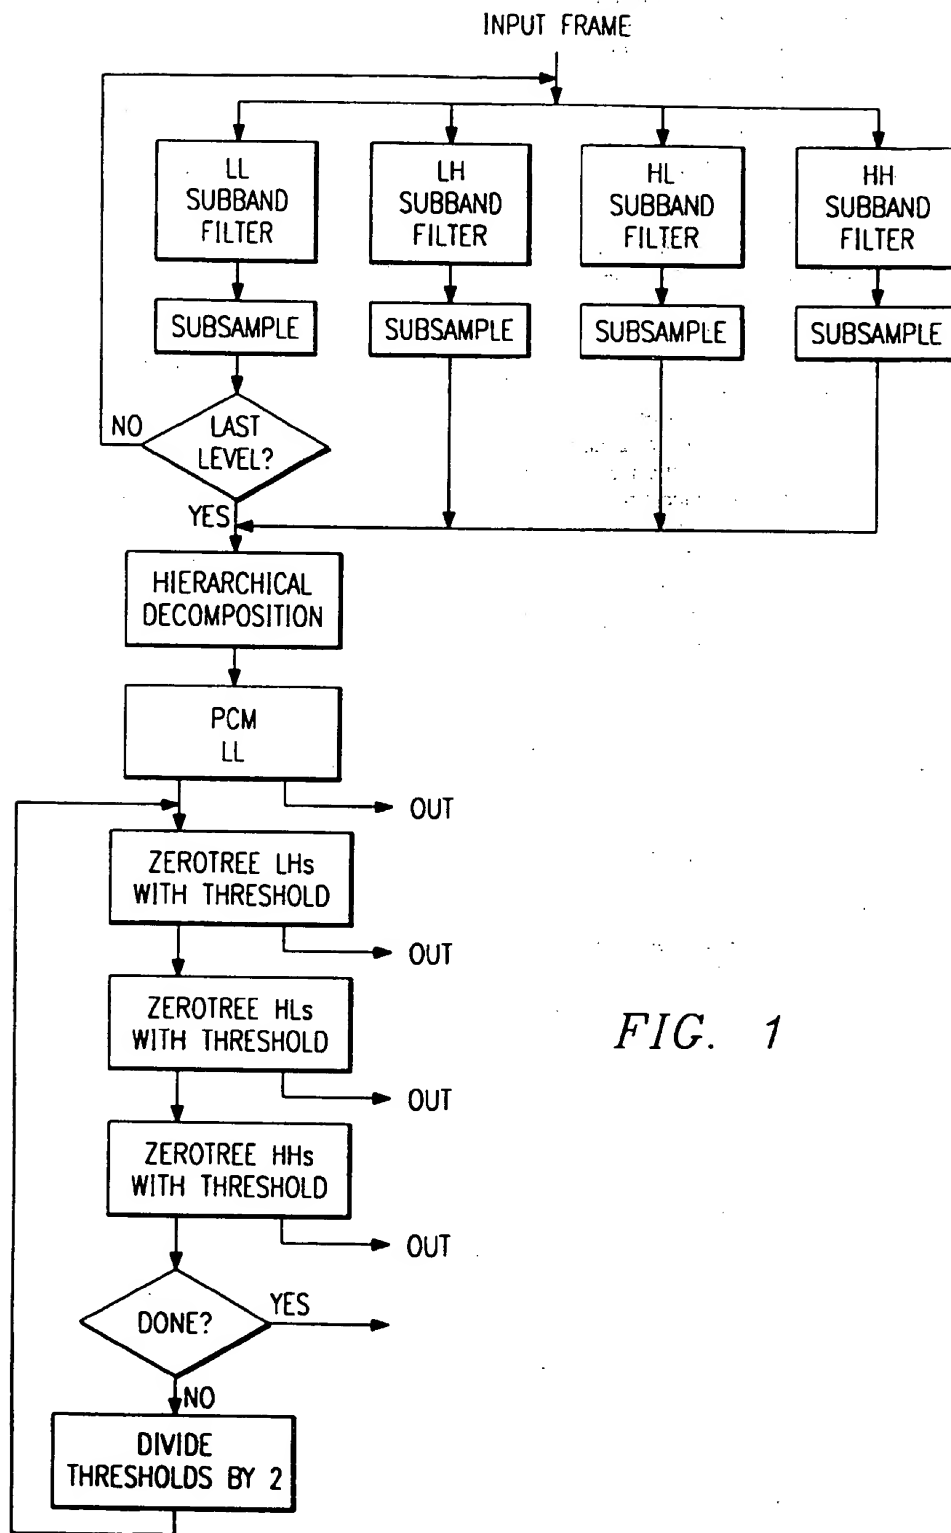 INPUT FRAME
LL
SUBBAND
FILTER
LH
SUBBAND
FILTER
HL
SUBBAND
FILTER
HH
SUBBAND
FILTER
SUBSAMPLE
SUBSAMPLE
SUBSAMPLE
SUBSAMPLE
NO
LAST
LEVEL?
YES
HIERARCHICAL
DECOMPOSITION
PCM
LL
OUT
ZEROTREE LHs
WITH THRESHOLD
OUT
ZEROTREE HLs
WITH THRESHOLD
FIG. 1
OUT
ZEROTREE HHs
WITH THRESHOLD
OUT
DONE?
YES
NO
DIVIDE
THRESHOLDS BY 2